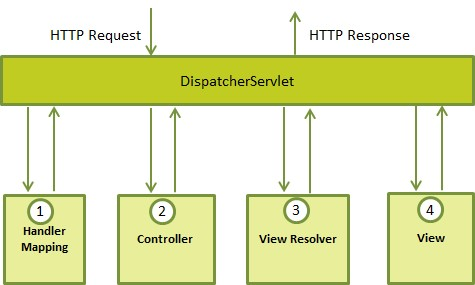 HTTP Request
HTTP Response
DispatcherServlet
1
Handler
Mapping
2
Controller
3
View Resolver
4
View